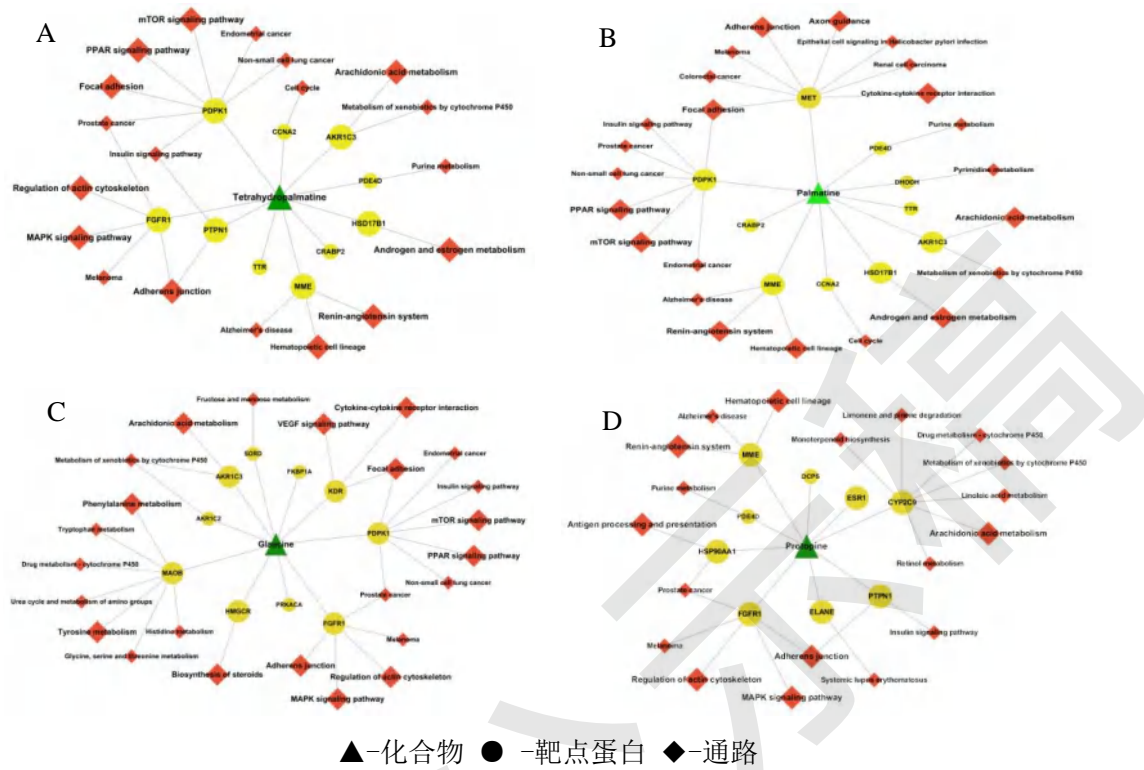 A
mTOR signaling pathway
Endometrial cancer
PPAR signaling pathway
Non-small cell lung cancer
Focal adhesion
Cell cycle
Arachidonic acid metabolism
Metabolism of xenobiotics by cytochrome P450
PDPK1
CCNA2
AKR1C3
Prostate cancer
Insulin signaling pathway
Purine metabolism
PDE4D
Regulation of actin cytoskeleton
Tetrahydropalmatine
FGFR1
PTPN1
HSD17B1
MAPK signaling pathway
CRABP2
Androgen and estrogen metabolism
TTR
Melanoma
MME
Adherens junction
Renin-angiotensin system
Alzheimer's disease
Hematopoietic cell lineage
B
Axon guidance
Adherens junction
Epithelial cell signaling in Helicobacter pylori infection
Melanoma
Renal cell carcinoma
Colorectal cancer
MET
Cytokine-cytokine receptor interaction
Focal adhesion
Insulin signaling pathway
Purine metabolism
Prostate cancer
PDE4D
Non-small cell lung cancer
PDPK1
Pyrimidine metabolism
DHODH
Palmatine
PPAR signaling pathway
TTR
Arachidonic acid metabolism
CRABP2
mTOR signaling pathway
AKR1C3
Endometrial cancer
HSD17B1
Metabolism of xenobiotics by cytochrome P450
MME
CCNA2
Alzheimer's disease
Androgen and estrogen metabolism
Renin-angiotensin system
Cell cycle
Hematopoietic cell lineage
C
Fructose and mannose metabolism
Cytokine-cytokine receptor interaction
Arachidonic acid metabolism
VEGF signaling pathway
SORD
Endometrial cancer
Metabolism of xenobiotics by cytochrome P450
FKBP1A
Focal adhesion
AKR1C3
KDR
Insulin signaling pathway
Phenylalanine metabolism
AKR1C2
mTOR signaling pathway
Tryptophan metabolism
PDPK1
Glaucine
PPAR signaling pathway
Drug metabolism - cytochrome P450
MAOB
Non-small cell lung cancer
Prostate cancer
Urea cycle and metabolism of amino groups
HMGCR
PRKACA
FGFR1
Tyrosine metabolism
Histidine metabolism
Melanoma
Glycine, serine and threonine metabolism
Adherens junction
Biosynthesis of steroids
Regulation of actin cytoskeleton
MAPK signaling pathway
D
Hematopoietic cell lineage
Alzheimer's disease
Limonene and pinene degradation
Drug metabolism - cytochrome P450
Renin-angiotensin system
Monoterpenoid biosynthesis
MME
Metabolism of xenobiotics by cytochrome P450
DCPS
Purine metabolism
ESR1
CYP2C9
Linoleic acid metabolism
PDE4D
Antigen processing and presentation
Arachidonic acid metabolism
Protopine
HSP90AA1
Retinol metabolism
Prostate cancer
PTPN1
FGFR1
ELANE
Insulin signaling pathway
Melanoma
Adherens junction
Regulation of actin cytoskeleton
Systemic lupus erythematosus
MAPK signaling pathway
▲-化合物 ● -靶点蛋白 ◆-通路